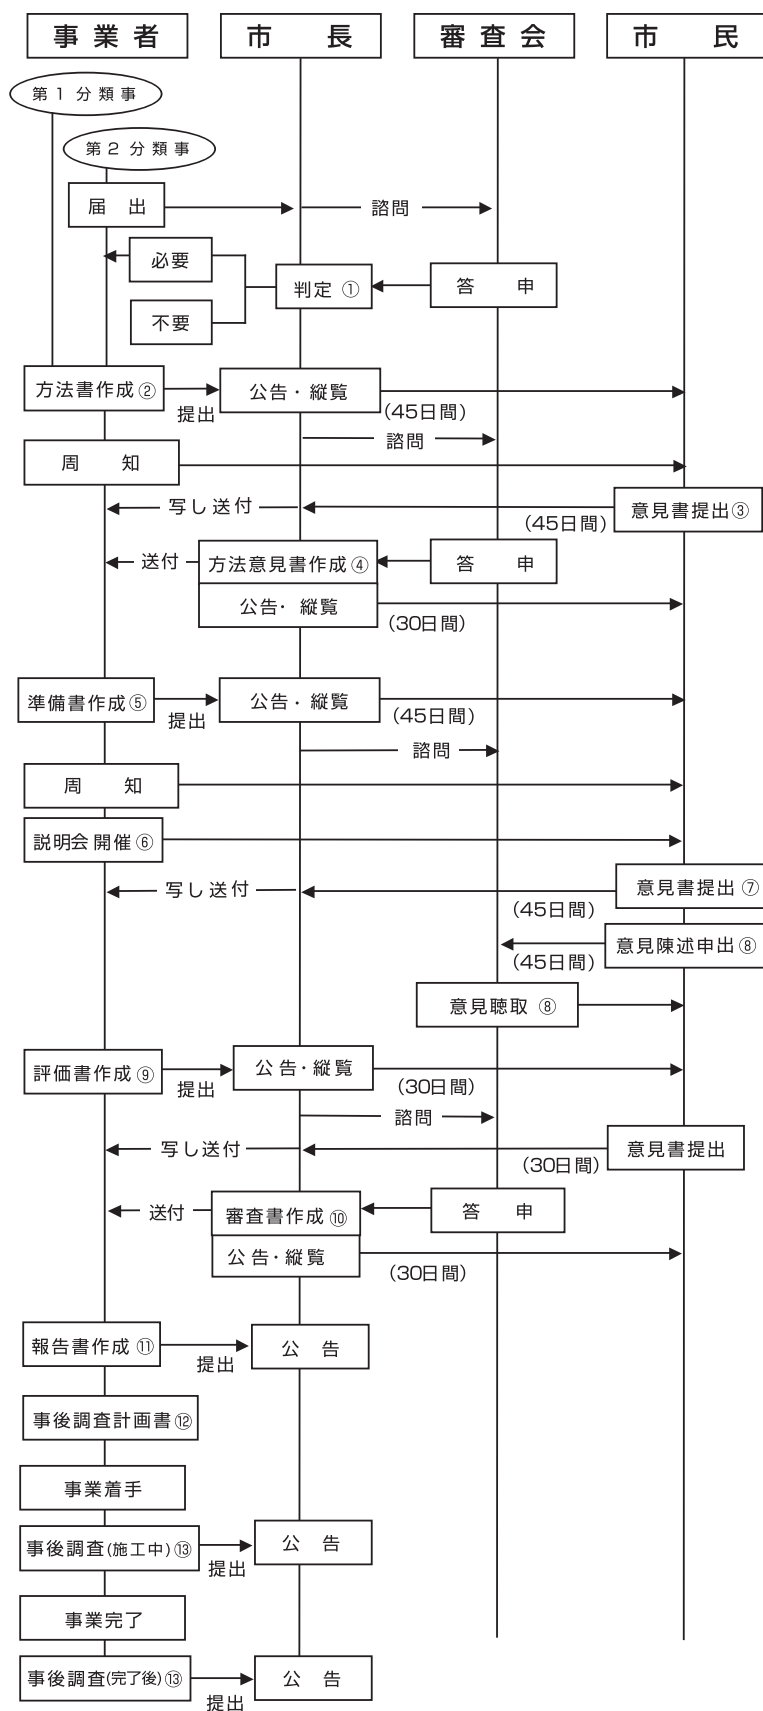 事業者 市長 審査会 市民
第1分類事
第2分類事
届出 諮問
必要
判定① 答申
不要
方法書作成② 提出 公告・縦覧 (45日間)
諮問
周知
写し送付 (45日間) 意見書提出③
送付 方法意見書作成④ 答申
公告・縦覧 (30日間)
準備書作成⑤ 提出 公告・縦覧 (45日間)
諮問
周知
説明会開催⑥
写し送付 (45日間) 意見書提出⑦
(45日間) 意見陳述申出⑧
意見聴取⑧
評価書作成⑨ 提出 公告・縦覧 (30日間)
諮問
写し送付 (30日間) 意見書提出
送付 審査書作成⑩ 答申
公告・縦覧 (30日間)
報告書作成⑪ 提出 公告
事後調査計画書⑫
事業着手
事後調査(施工中)⑬ 提出 公告
事業完了
事後調査(完了後)⑬ 提出 公告